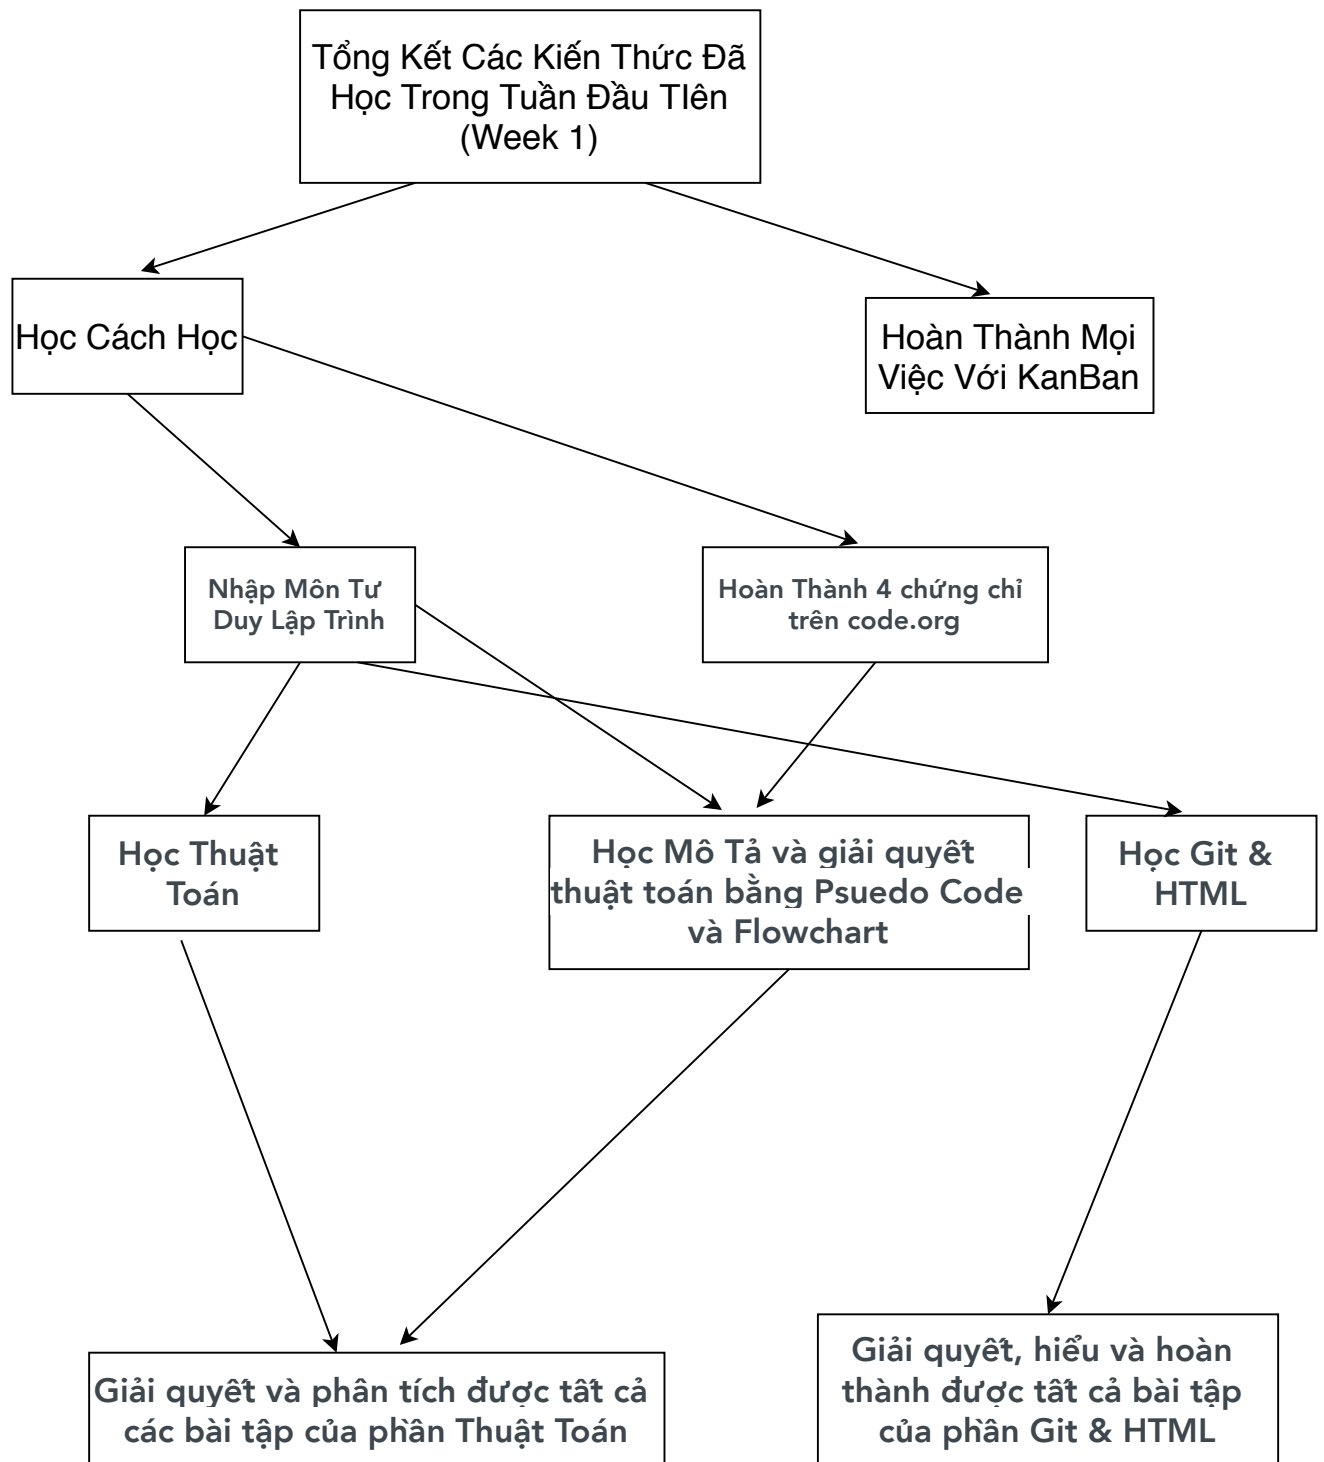 Tổng Kết Các Kiến Thức Đã
Học Trong Tuần Đầu TIên
(Week 1)
Học Cách Học
Hoàn Thành Mọi
Việc Với KanBan
Nhập Môn Tư
Duy Lập Trình
Hoàn Thành 4 chứng chỉ
trên code.org
Học Thuật
Toán
Học Mô Tả và giải quyết
thuật toán bằng Psuedo Code
và Flowchart
Học Git &
HTML
Giải quyết và phân tích được tất cả
các bài tập của phần Thuật Toán
Giải quyết, hiểu và hoàn
thành được tất cả bài tập
của phần Git & HTML